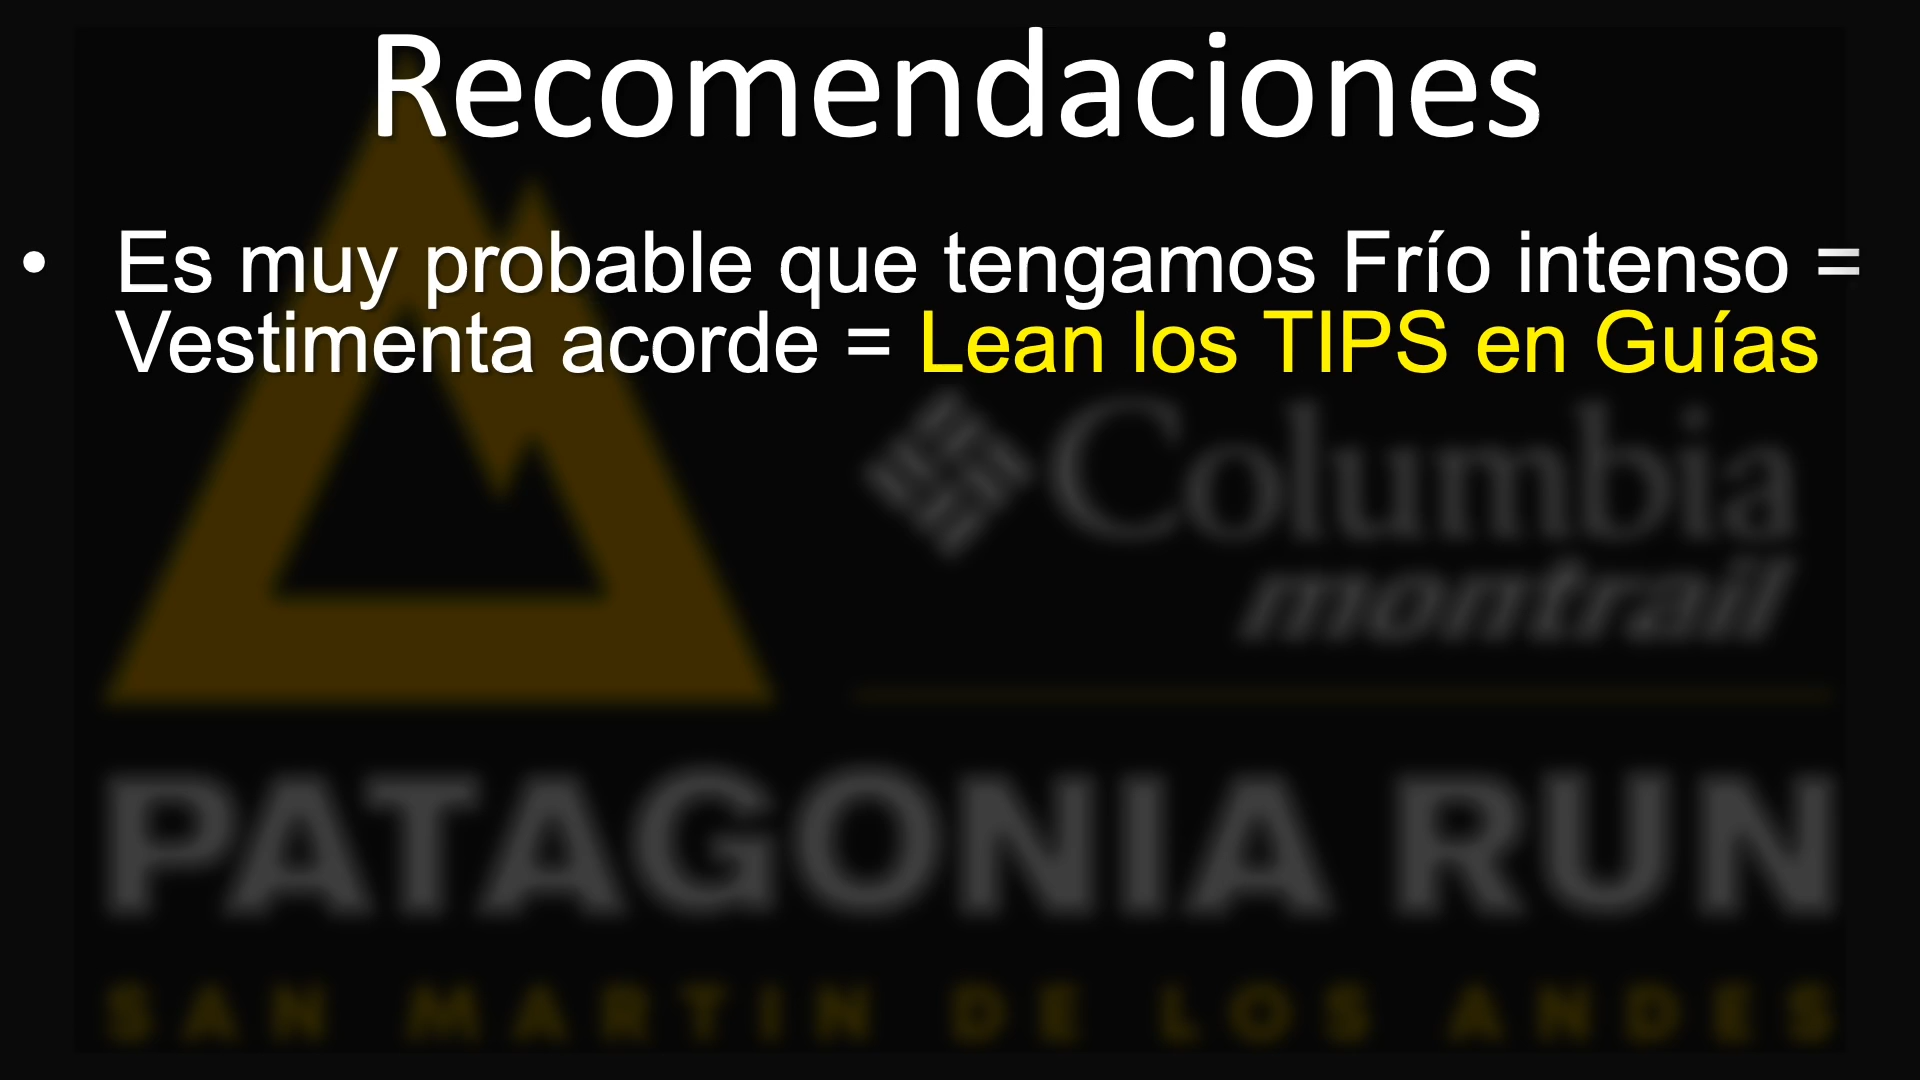 Recomendaciones
• Es muy probable que tengamos Frío intenso =
Vestimenta acorde = Lean los TIPS en Guías
Columbia
montrail
PATAGONIA RUN
SAN MARTIN DE LOS ANDES